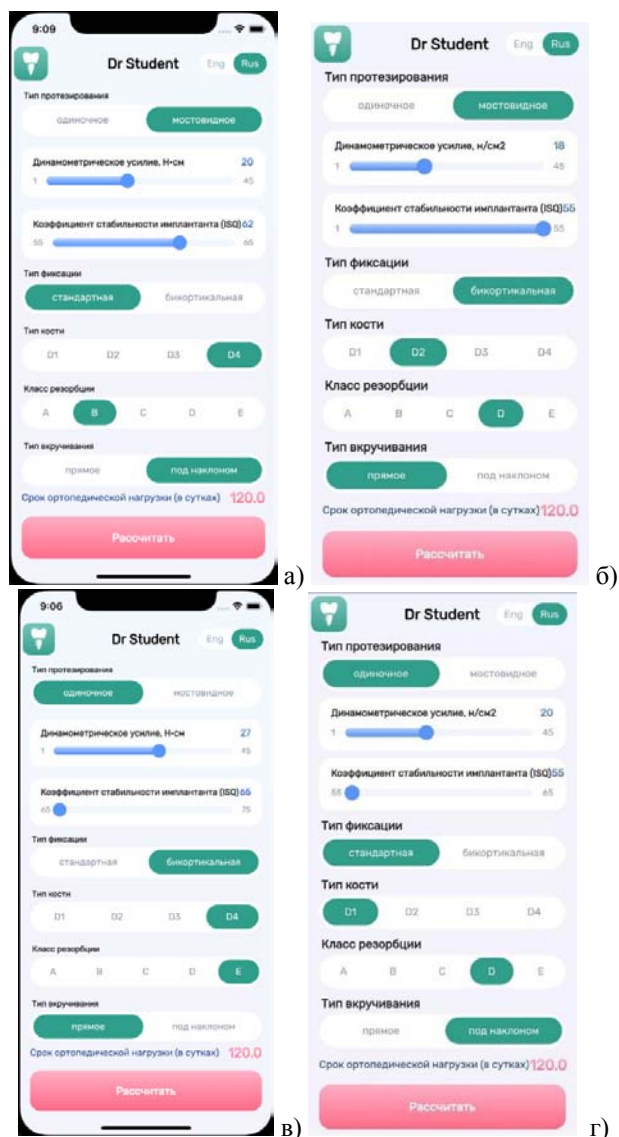 9:09
Dr Student Eng Rus
Тип протезирования
одиночное мостовидное
Динамометрическое усилие, Н·см 20
1 45
Коэффициент стабильности имплантанта (ISQ) 62
55 65
Тип фиксации
стандартная бикортикальная
Тип кости
D1 D2 D3 D4
Класс резорбции
A B C D E
Тип вкручивания
прямое под наклоном
Срок ортопедической нагрузки (в сутках) 120.0
Рассчитать
а)
Dr Student Eng Rus
Тип протезирования
одиночное мостовидное
Динамометрическое усилие, н/см2 18
1 45
Коэффициент стабильности имплантанта (ISQ) 55
1 55
Тип фиксации
стандартная бикортикальная
Тип кости
D1 D2 D3 D4
Класс резорбции
A B C D E
Тип вкручивания
прямое под наклоном
Срок ортопедической нагрузки (в сутках) 120.0
Рассчитать
б)
9:06
Dr Student Eng Rus
Тип протезирования
одиночное мостовидное
Динамометрическое усилие, Н·см 27
1 45
Коэффициент стабильности имплантанта (ISQ) 65
65 75
Тип фиксации
стандартная бикортикальная
Тип кости
D1 D2 D3 D4
Класс резорбции
A B C D E
Тип вкручивания
прямое под наклоном
Срок ортопедической нагрузки (в сутках) 120.0
Рассчитать
в)
Dr Student Eng Rus
Тип протезирования
одиночное мостовидное
Динамометрическое усилие, н/см2 20
1 45
Коэффициент стабильности имплантанта (ISQ) 55
55 65
Тип фиксации
стандартная бикортикальная
Тип кости
D1 D2 D3 D4
Класс резорбции
A B C D E
Тип вкручивания
прямое под наклоном
Срок ортопедической нагрузки (в сутках) 120.0
Рассчитать
г)